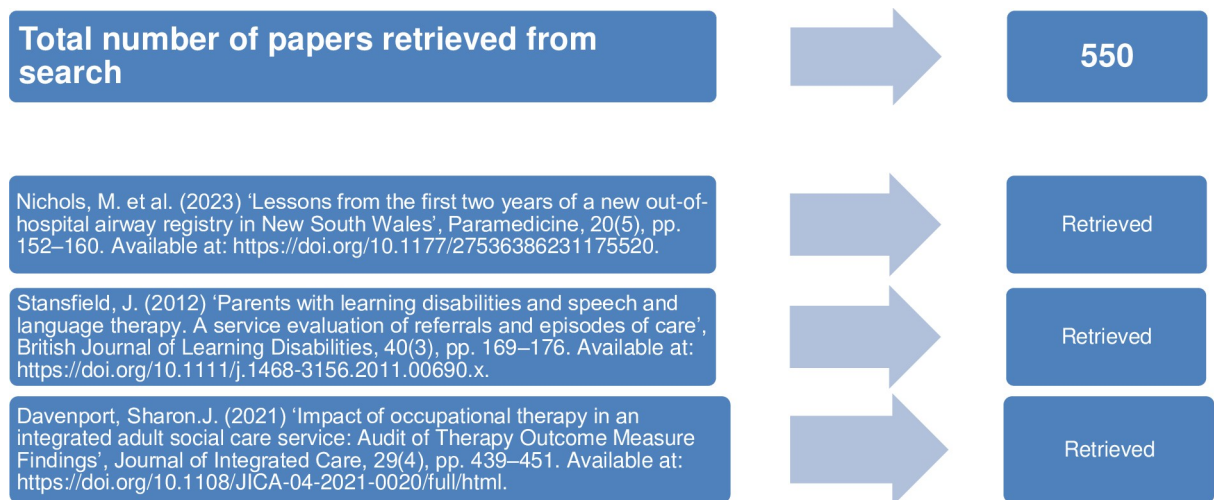 Total number of papers retrieved from
search
550
Nichols, M. et al. (2023) ‘Lessons from the first two years of a new out-of-
hospital airway registry in New South Wales’, Paramedicine, 20(5), pp.
152–160. Available at: https://doi.org/10.1177/27536386231175520.
Retrieved
Stansfield, J. (2012) ‘Parents with learning disabilities and speech and
language therapy. A service evaluation of referrals and episodes of care’,
British Journal of Learning Disabilities, 40(3), pp. 169–176. Available at:
https://doi.org/10.1111/j.1468-3156.2011.00690.x.
Retrieved
Davenport, Sharon.J. (2021) ‘Impact of occupational therapy in an
integrated adult social care service: Audit of Therapy Outcome Measure
Findings’, Journal of Integrated Care, 29(4), pp. 439–451. Available at:
https://doi.org/10.1108/JICA-04-2021-0020/full/html.
Retrieved